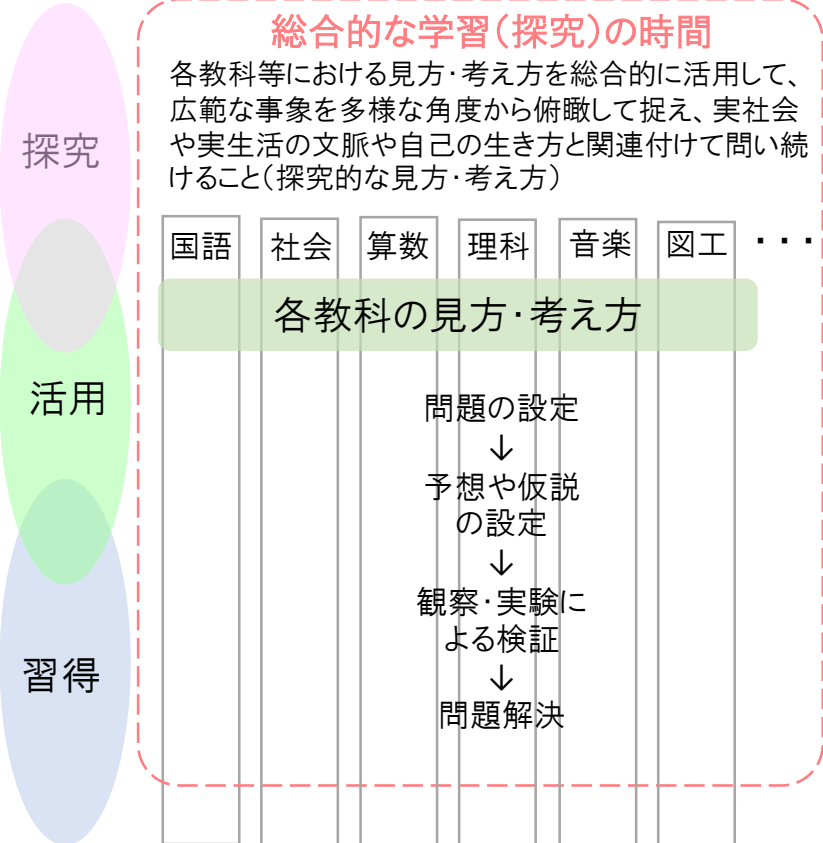 総合的な学習(探究)の時間
各教科等における見方・考え方を総合的に活用して、
広範な事象を多様な角度から俯瞰して捉え、実社会
や実生活の文脈や自己の生き方と関連付けて問い続
けること(探究的な見方・考え方)
探究
国語 社会 算数 理科 音楽 図工 ・・・
各教科の見方・考え方
活用
問題の設定
↓
予想や仮説
の設定
↓
観察・実験に
よる検証
↓
習得
問題解決